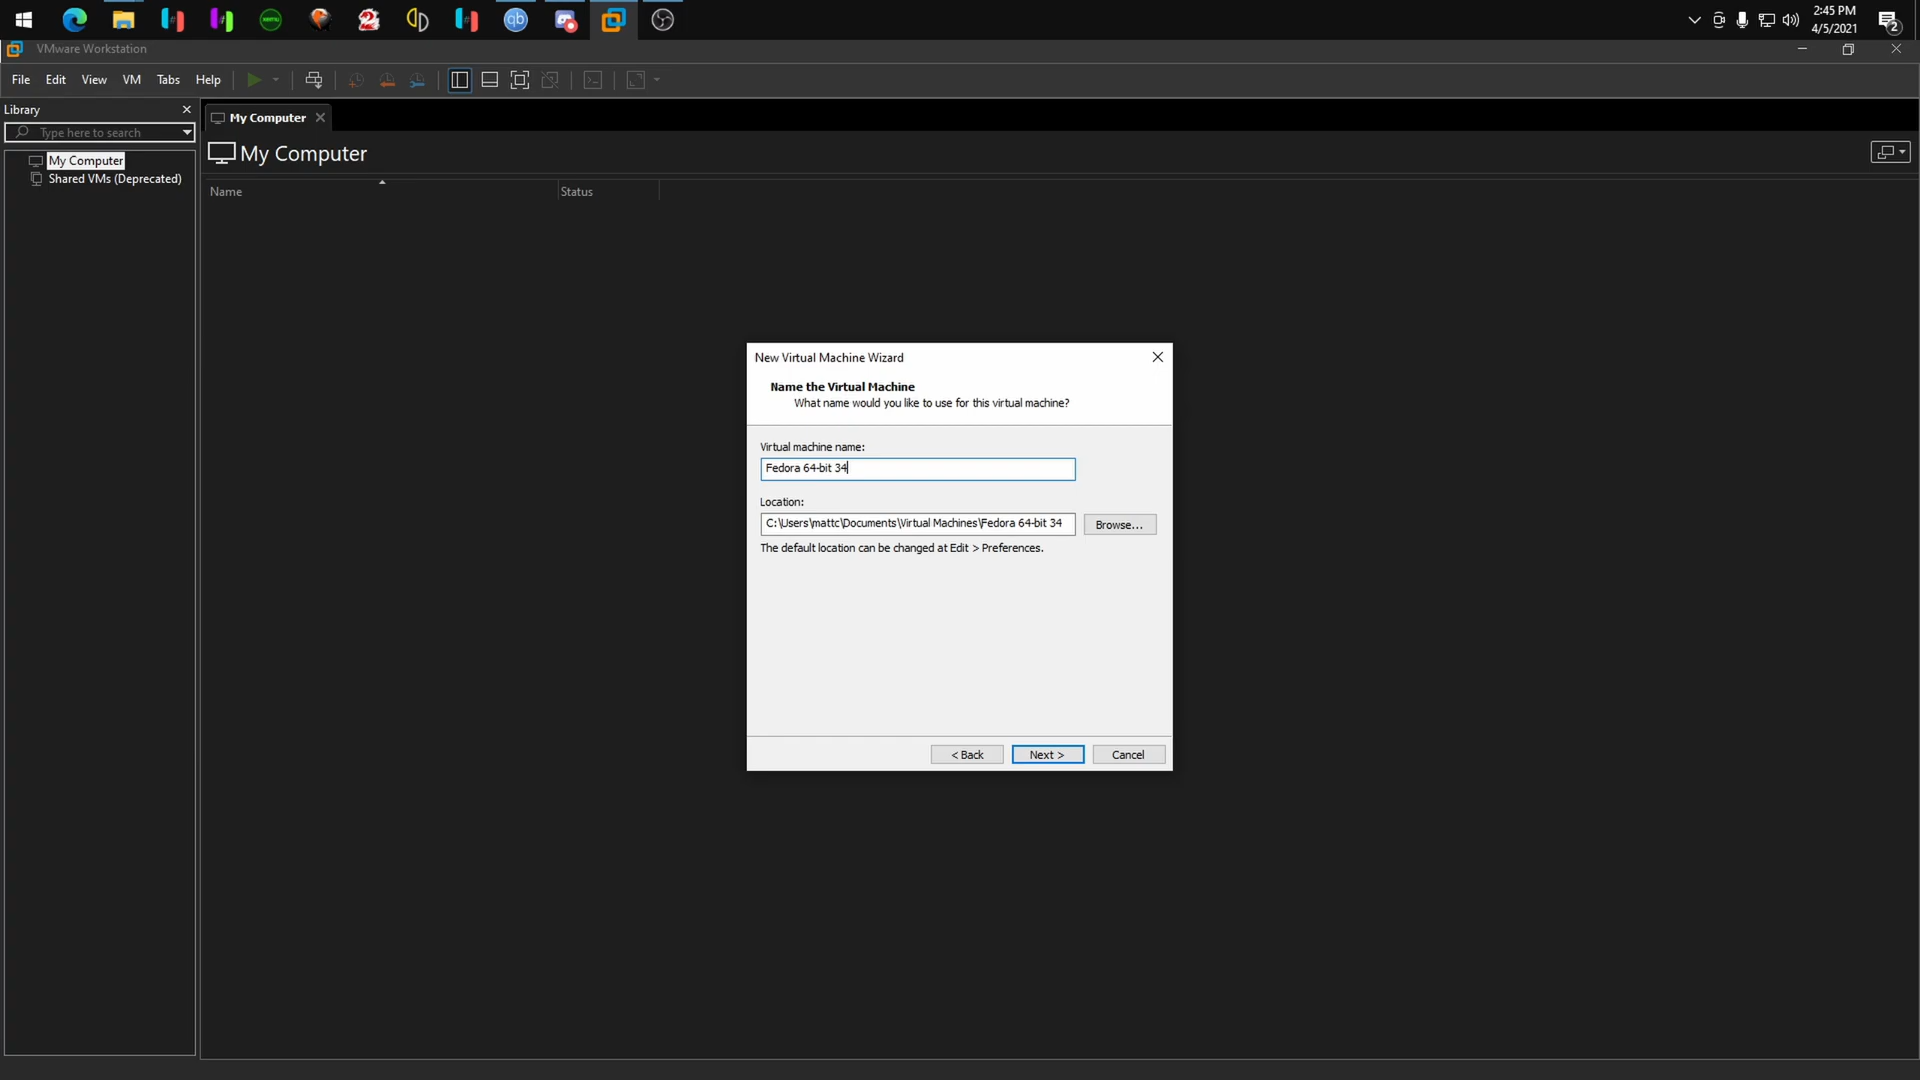 2:45 PM
4/5/2021
2
VMware Workstation
File Edit View VM Tabs Help
Library
Type here to search
My Computer
Shared VMs (Deprecated)
My Computer
My Computer
Name Status
New Virtual Machine Wizard
Name the Virtual Machine
What name would you like to use for this virtual machine?
Virtual machine name:
Fedora 64-bit 34
Location:
C:\Users\mattc\Documents\Virtual Machines\Fedora 64-bit 34
Browse...
The default location can be changed at Edit > Preferences.
< Back Next > Cancel